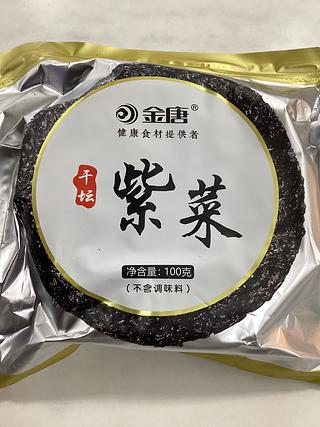 金唐®
健康食材提供者
干坛
紫菜
净含量：100克
（不含调味料）